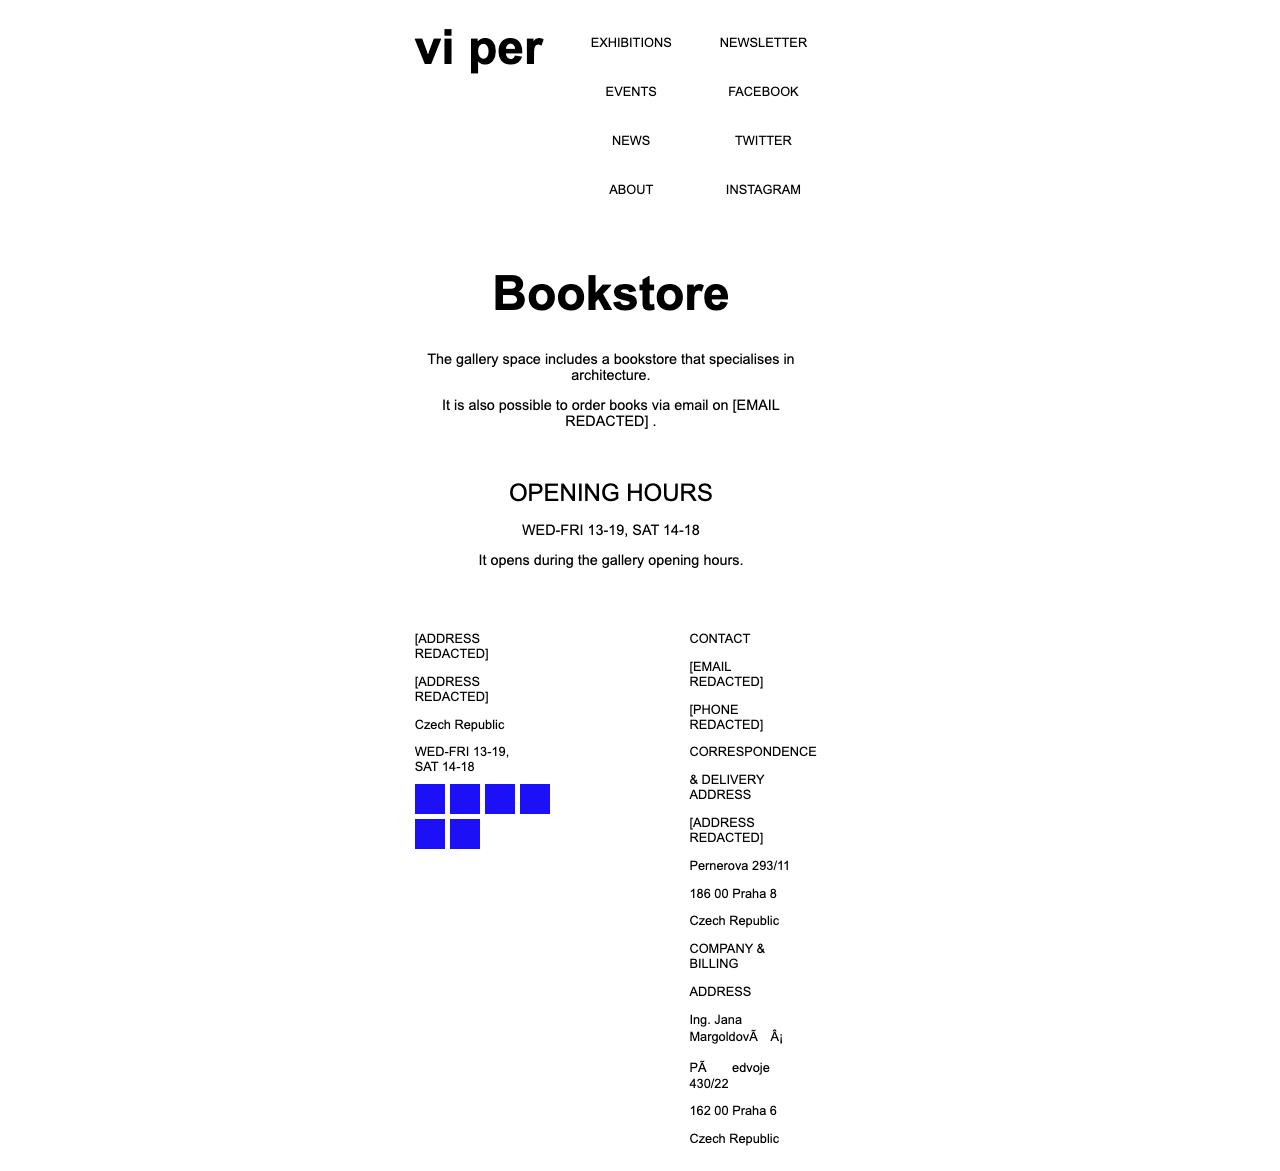 vi per
EXHIBITIONS
NEWSLETTER
EVENTS
FACEBOOK
NEWS
TWITTER
ABOUT
INSTAGRAM
Bookstore
The gallery space includes a bookstore that specialises in
architecture.
It is also possible to order books via email on [EMAIL
REDACTED] .
OPENING HOURS
WED-FRI 13-19, SAT 14-18
It opens during the gallery opening hours.
[ADDRESS
REDACTED]
[ADDRESS
REDACTED]
Czech Republic
WED-FRI 13-19,
SAT 14-18
CONTACT
[EMAIL
REDACTED]
[PHONE
REDACTED]
CORRESPONDENCE
& DELIVERY
ADDRESS
[ADDRESS
REDACTED]
Pernerova 293/11
186 00 Praha 8
Czech Republic
COMPANY &
BILLING
ADDRESS
Ing. Jana
MargoldovÃ Â¡
PÃ edvoje
430/22
162 00 Praha 6
Czech Republic